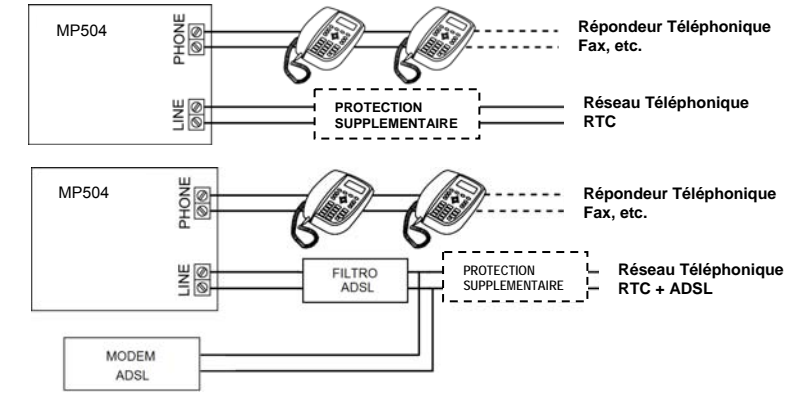 MP504
PHONE
LINE
Répondeur Téléphonique
Fax, etc.
PROTECTION
SUPPLEMENTAIRE
Réseau Téléphonique
RTC
MP504
PHONE
LINE
Répondeur Téléphonique
Fax, etc.
FILTRO
ADSL
PROTECTION
SUPPLEMENTAIRE
Réseau Téléphonique
RTC + ADSL
MODEM
ADSL